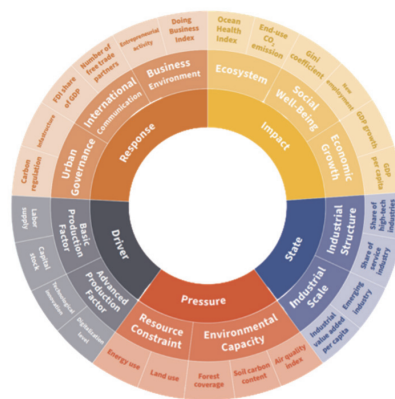 Doing
Business
Index
Entrepreneurial
activity
Number of
free trade
partners
FDI share
of GDP
Infrastructure
Carbon
regulation
Ocean
Health
Index
End-use
CO₂
emission
Gini
coefficient
New
employment
GDP growth
GDP
per capita
Business
Environment
International
Communication
Urban
Governance
Ecosystem
Social
Well-Being
Economic
Growth
Response
Impact
Driver
State
Pressure
Basic
Production
Factor
Advanced
Production
Factor
Labor
supply
Capital
stock
Technological
innovation
Digitalization
level
Industrial
Structure
Industrial
Scale
Share of
high-tech
industries
Share of
service
industry
Emerging
industry
Industrial
value added
per capita
Resource
Constraint
Environmental
Capacity
Energy use
Land use
Forest
coverage
Soil carbon
content
Air quality
index